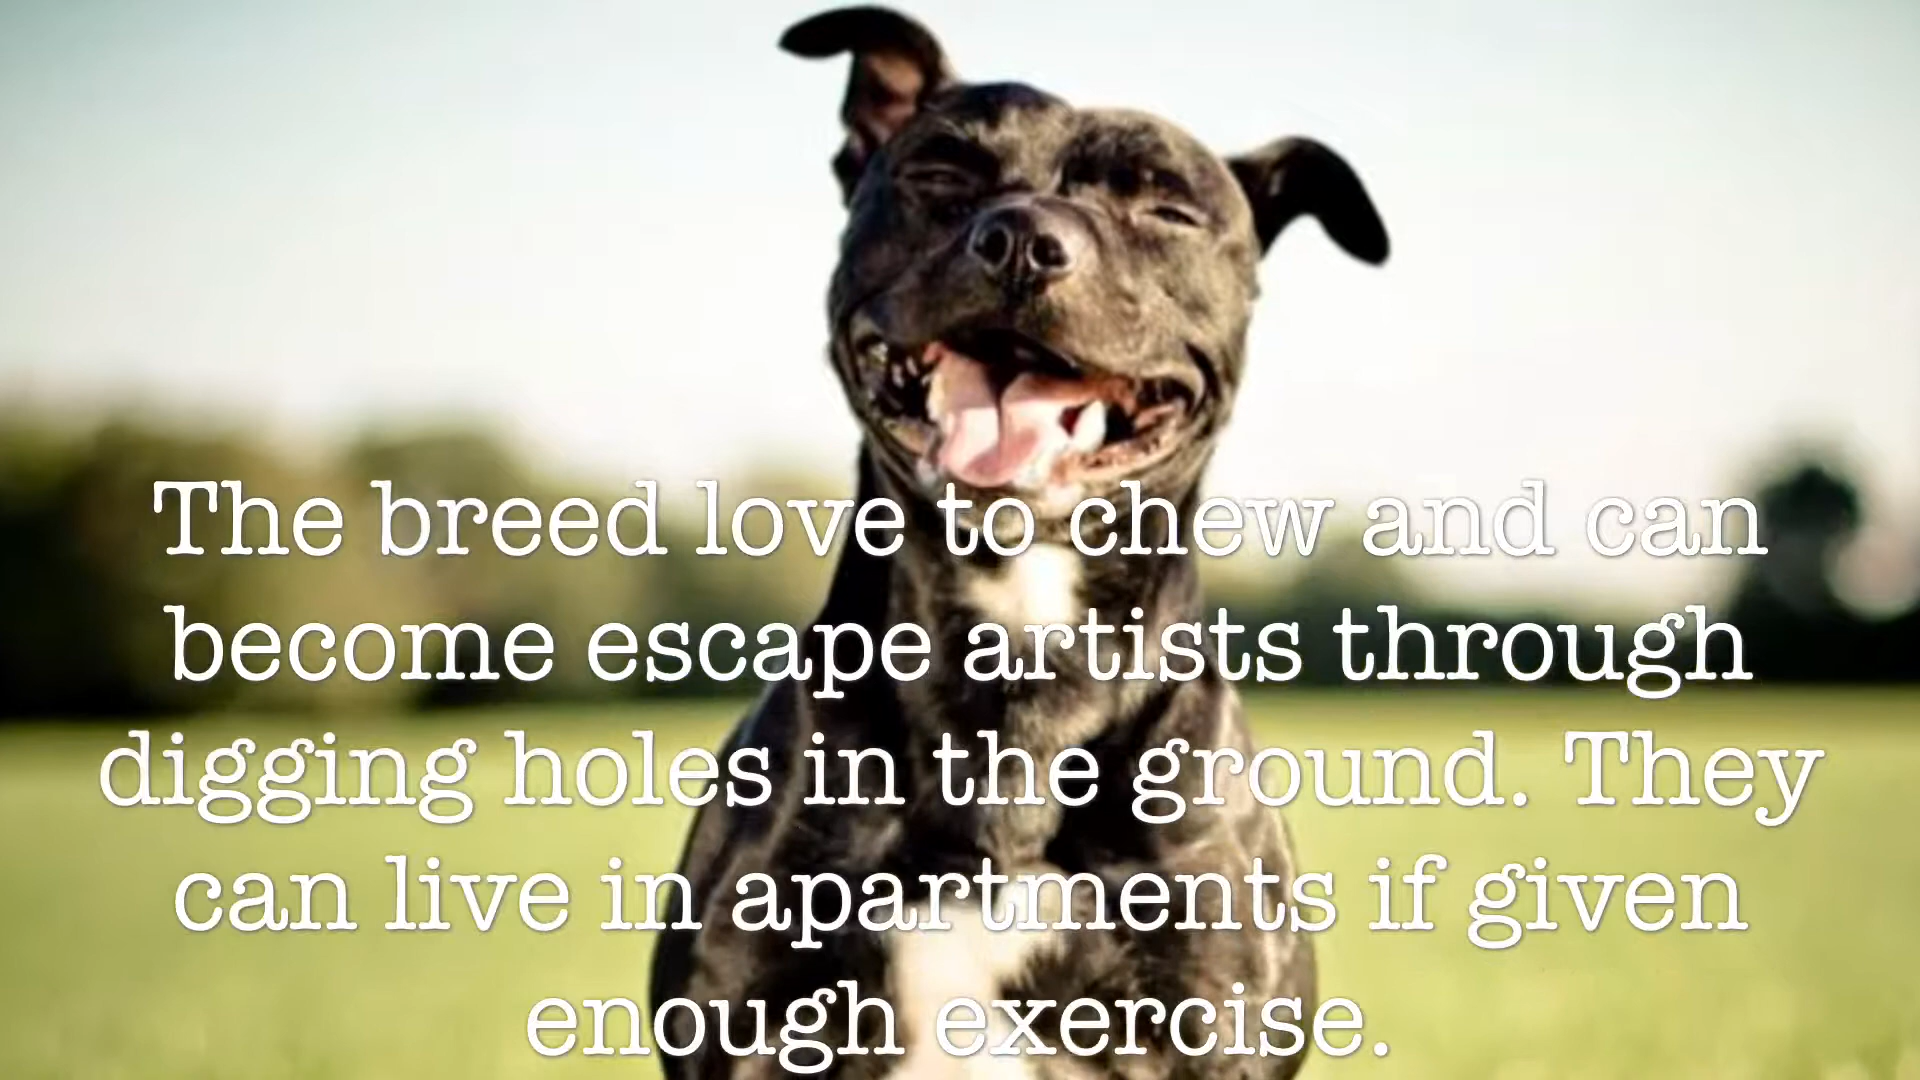 The breed love to chew and can
become escape artists through
digging holes in the ground. They
can live in apartments if given
enough exercise.